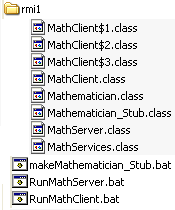 rmi1
MathClient$1.class
MathClient$2.class
MathClient$3.class
MathClient.class
Mathematician.class
Mathematician_Stub.class
MathServer.class
MathServices.class
makeMathematician_Stub.bat
RunMathServer.bat
RunMathClient.bat